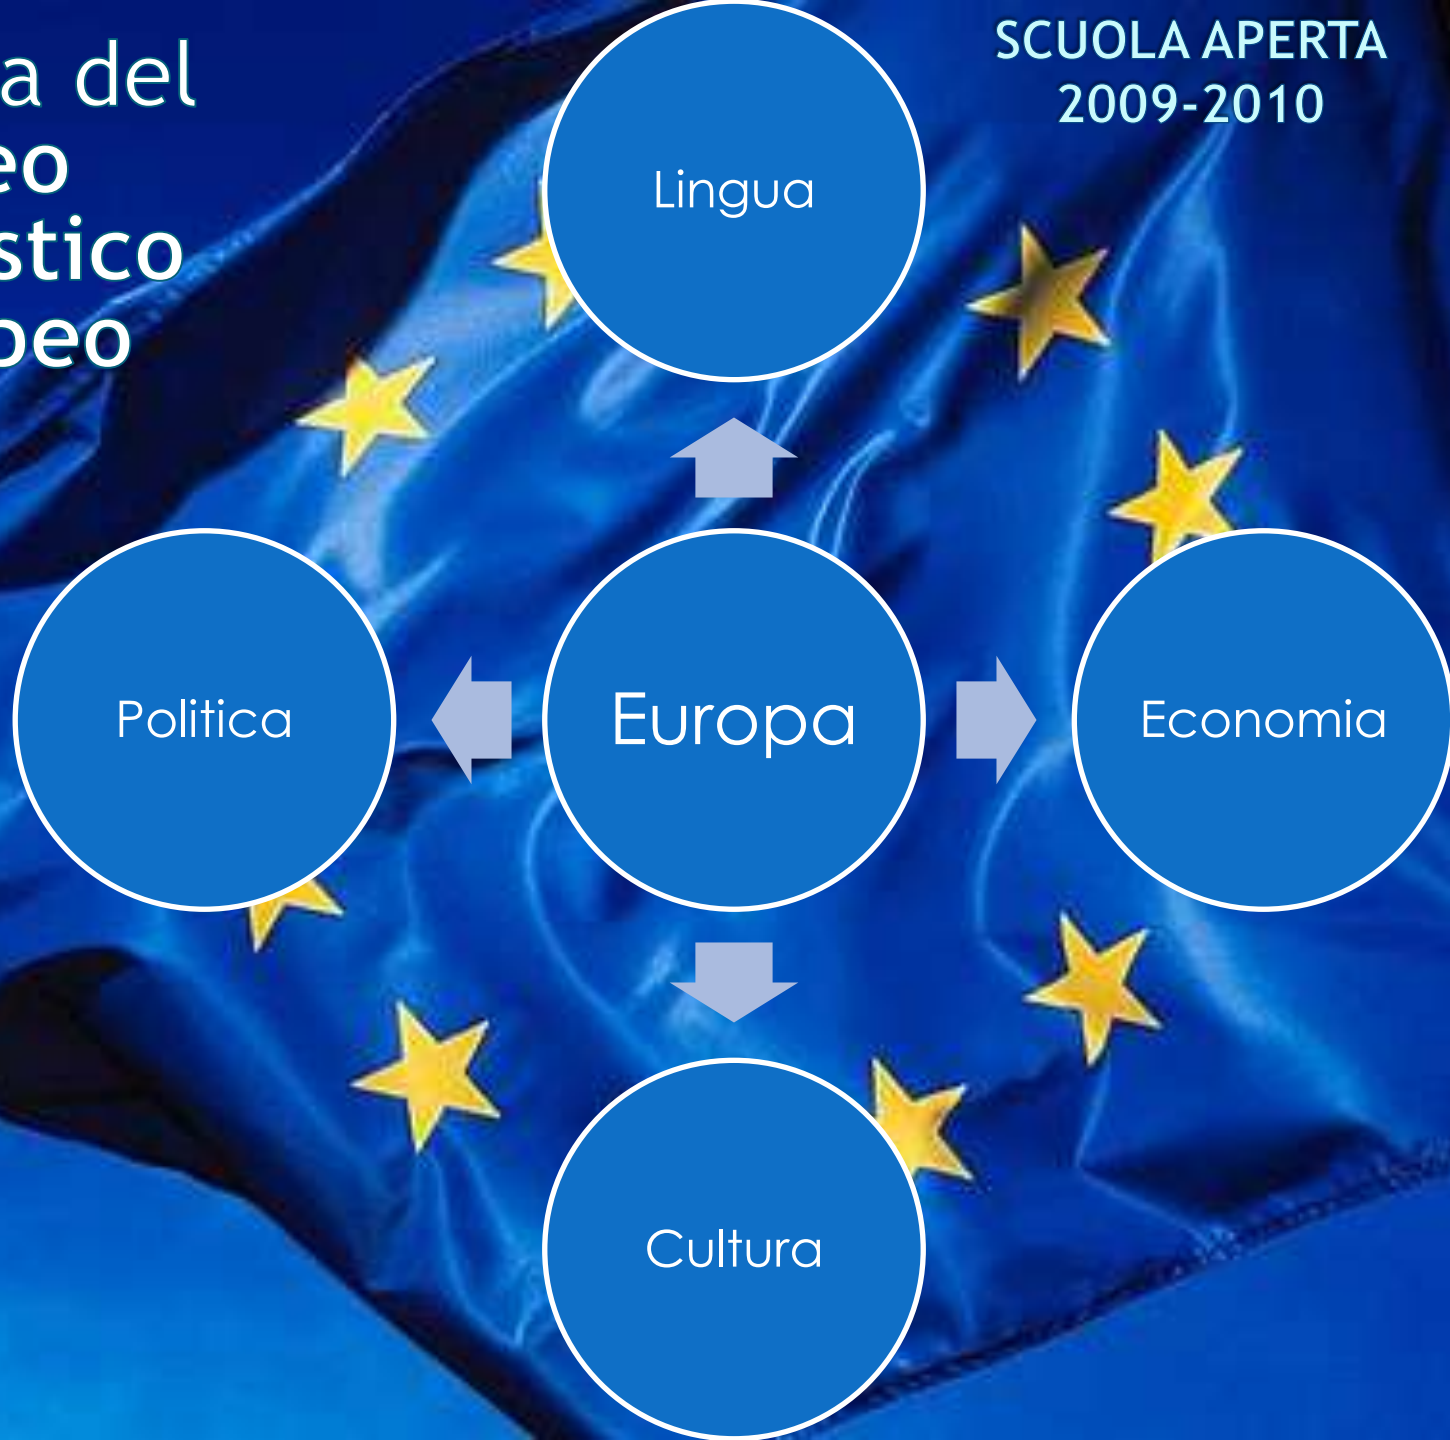 a del
eo
stico
peo
SCUOLA APERTA
2009-2010
Lingua
Politica
Europa
Economia
Cultura